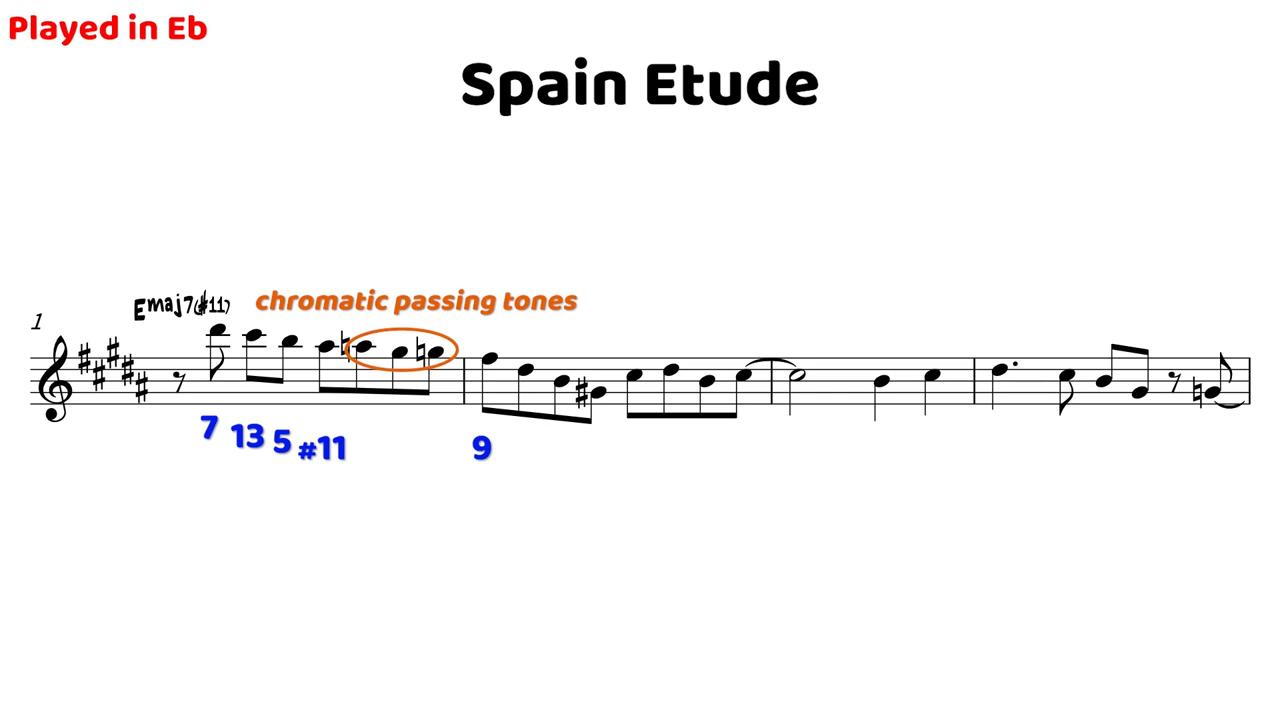 Played in Eb
Spain Etude
Emaj7(#11)
chromatic passing tones
1
7 13 5 #11 9